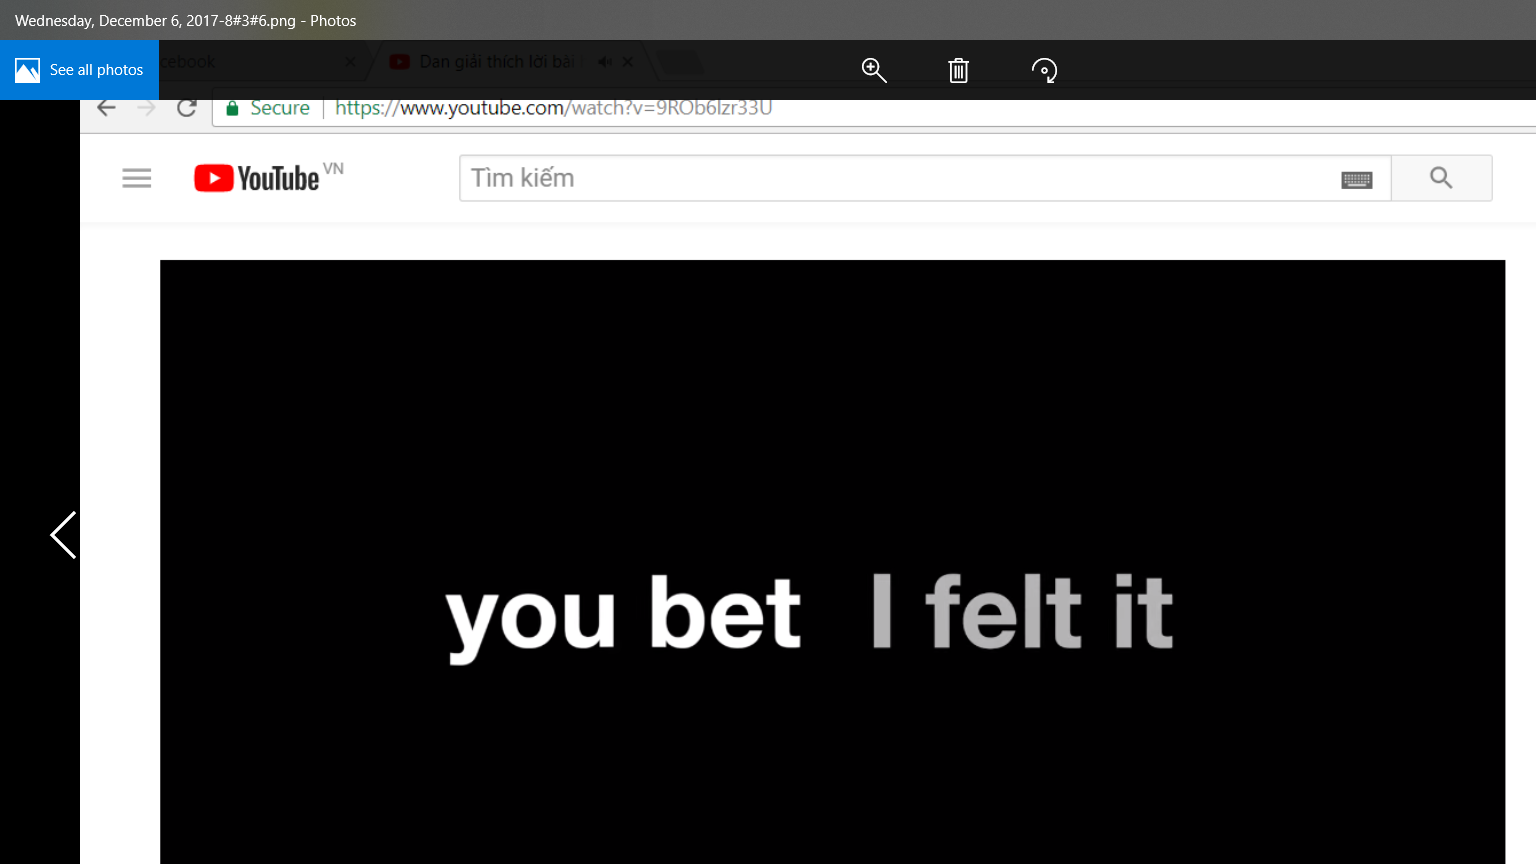 Wednesday, December 6, 2017-8#3#6.png - Photos
See all photos
cebook
Dan giải thích lời bài
Secure
https://www.youtube.com/watch?v=9ROb6lzr33U
YouTube VN
Tìm kiếm
you bet I felt it